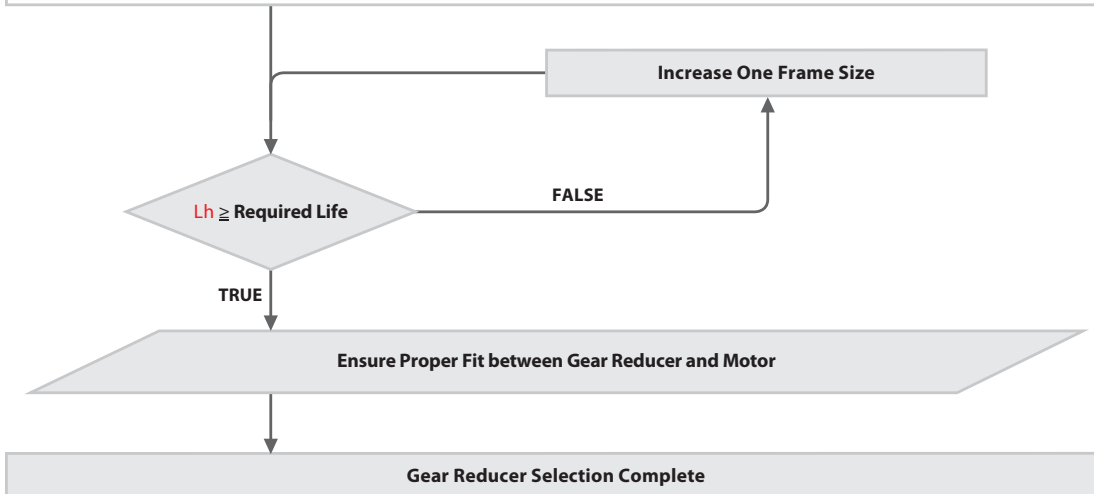 Increase One Frame Size
Lh ≧ Required Life
FALSE
TRUE
Ensure Proper Fit between Gear Reducer and Motor
Gear Reducer Selection Complete